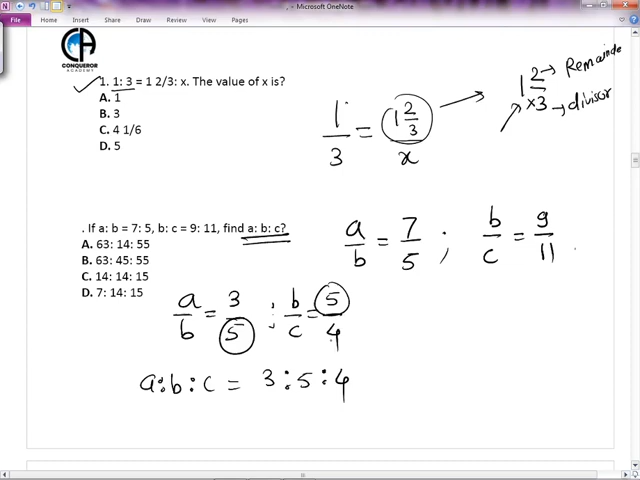 - Microsoft OneNote
File Home Insert Share Draw Review View
CA
CONQUEROR
ACADEMY
1. 1: 3 = 1 2/3: x. The value of x is?
A. 1
B. 3
C. 4 1/6
D. 5
1/3 = 1 2/3 / x
1 2/×3
Remainde
divisor
. If a: b = 7: 5, b: c = 9: 11, find a: b: c?
A. 63: 14: 55
B. 63: 45: 55
C. 14: 14: 15
D. 7: 14: 15
a/b = 7/5 ; b/c = 9/11
a/b = 3/5 ; b/c = 5/4
a:b:c = 3:5:4